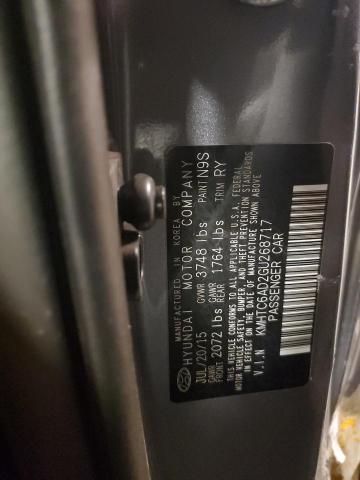 MANUFACTURED IN KOREA BY
HYUNDAI MOTOR COMPANY
JUL/20/15 GVWR 3748 lbs PAINT N9S
GAWR FRONT 2072 lbs GAWR REAR 1764 lbs TRIM RY
THIS VEHICLE CONFORMS TO ALL APPLICABLE U.S.A. FEDERAL
MOTOR VEHICLE SAFETY, BUMPER, AND THEFT PREVENTION STANDARDS
IN EFFECT ON THE DATE OF MANUFACTURE SHOWN ABOVE.
V.I.N KMHTC6AD2GU268717
PASSENGER CAR